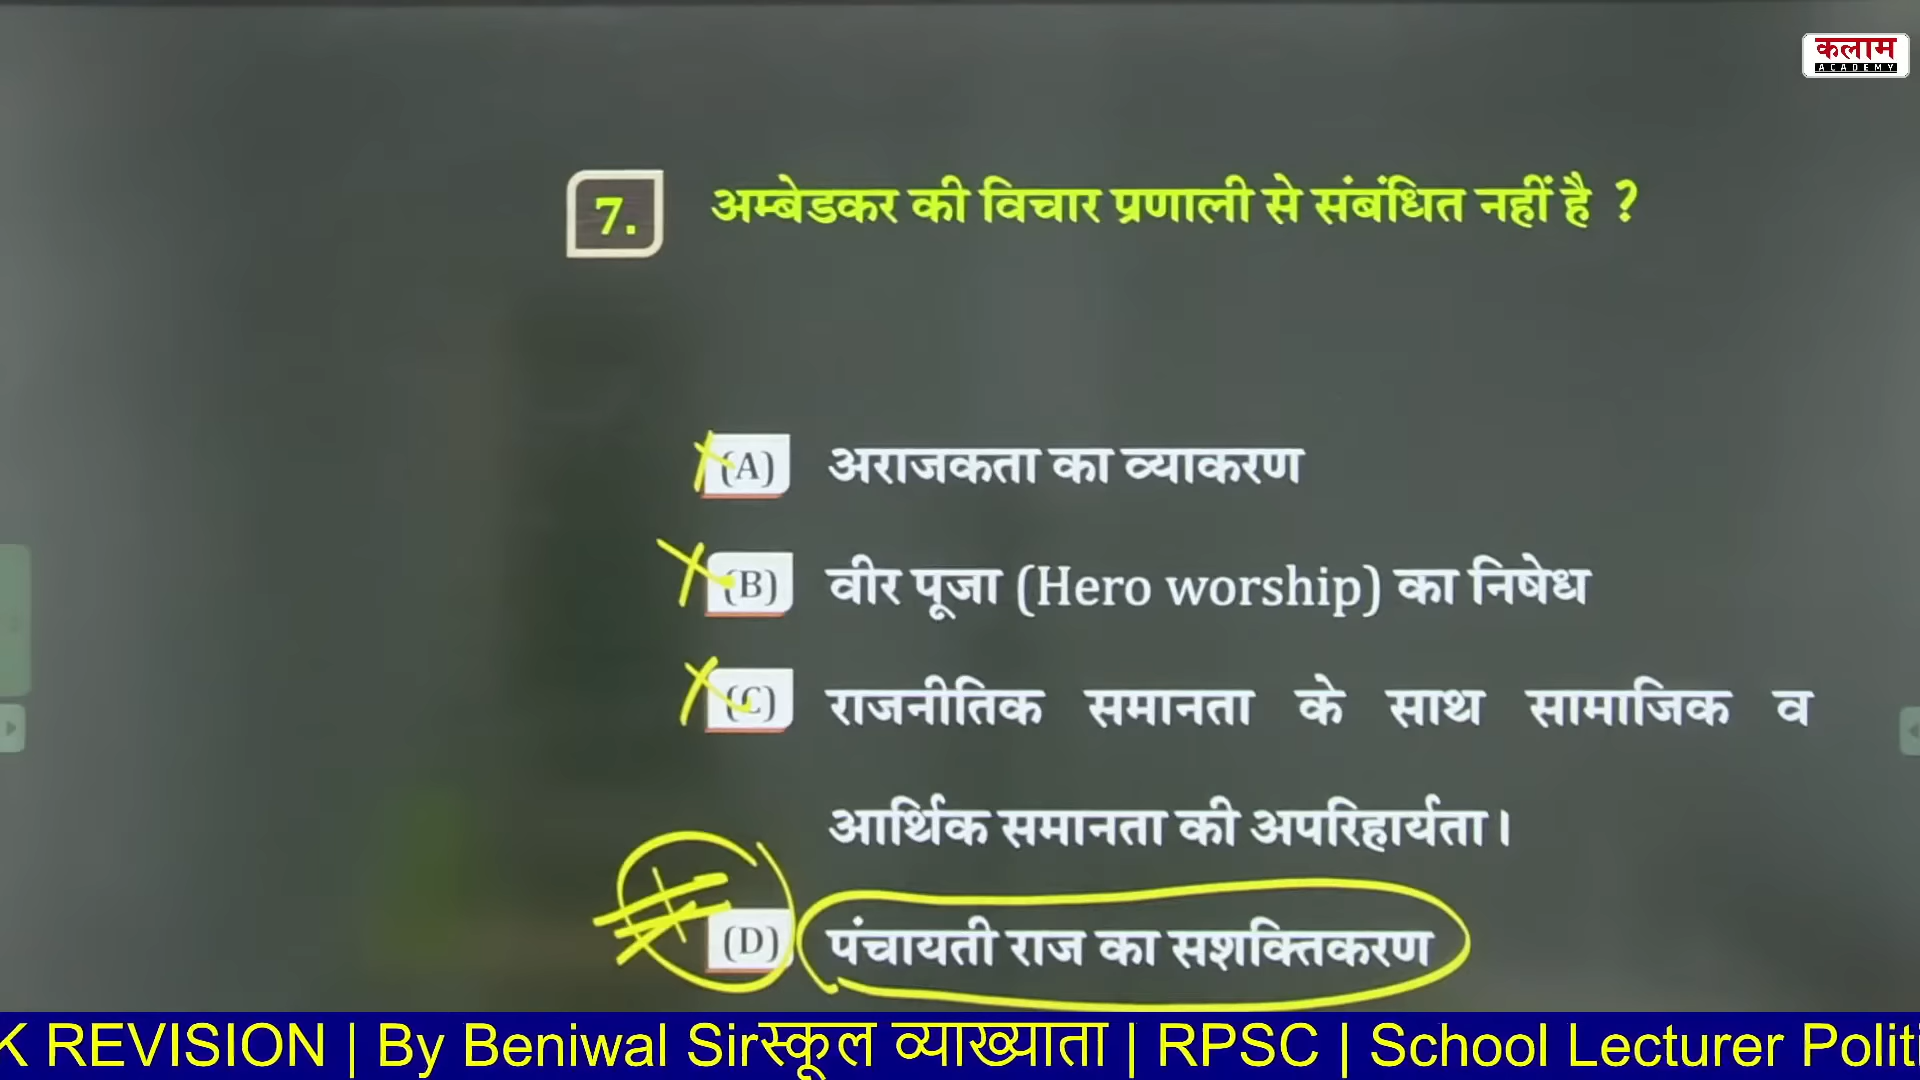 कलाम
ACADEMY
7. अम्बेडकर की विचार प्रणाली से संबंधित नहीं है ?
(A) अराजकता का व्याकरण
(B) वीर पूजा (Hero worship) का निषेध
(C) राजनीतिक समानता के साथ सामाजिक व
आर्थिक समानता की अपरिहार्यता।
(D) पंचायती राज का सशक्तिकरण
K REVISION | By Beniwal Sirस्कूल व्याख्याता | RPSC | School Lecturer Politi